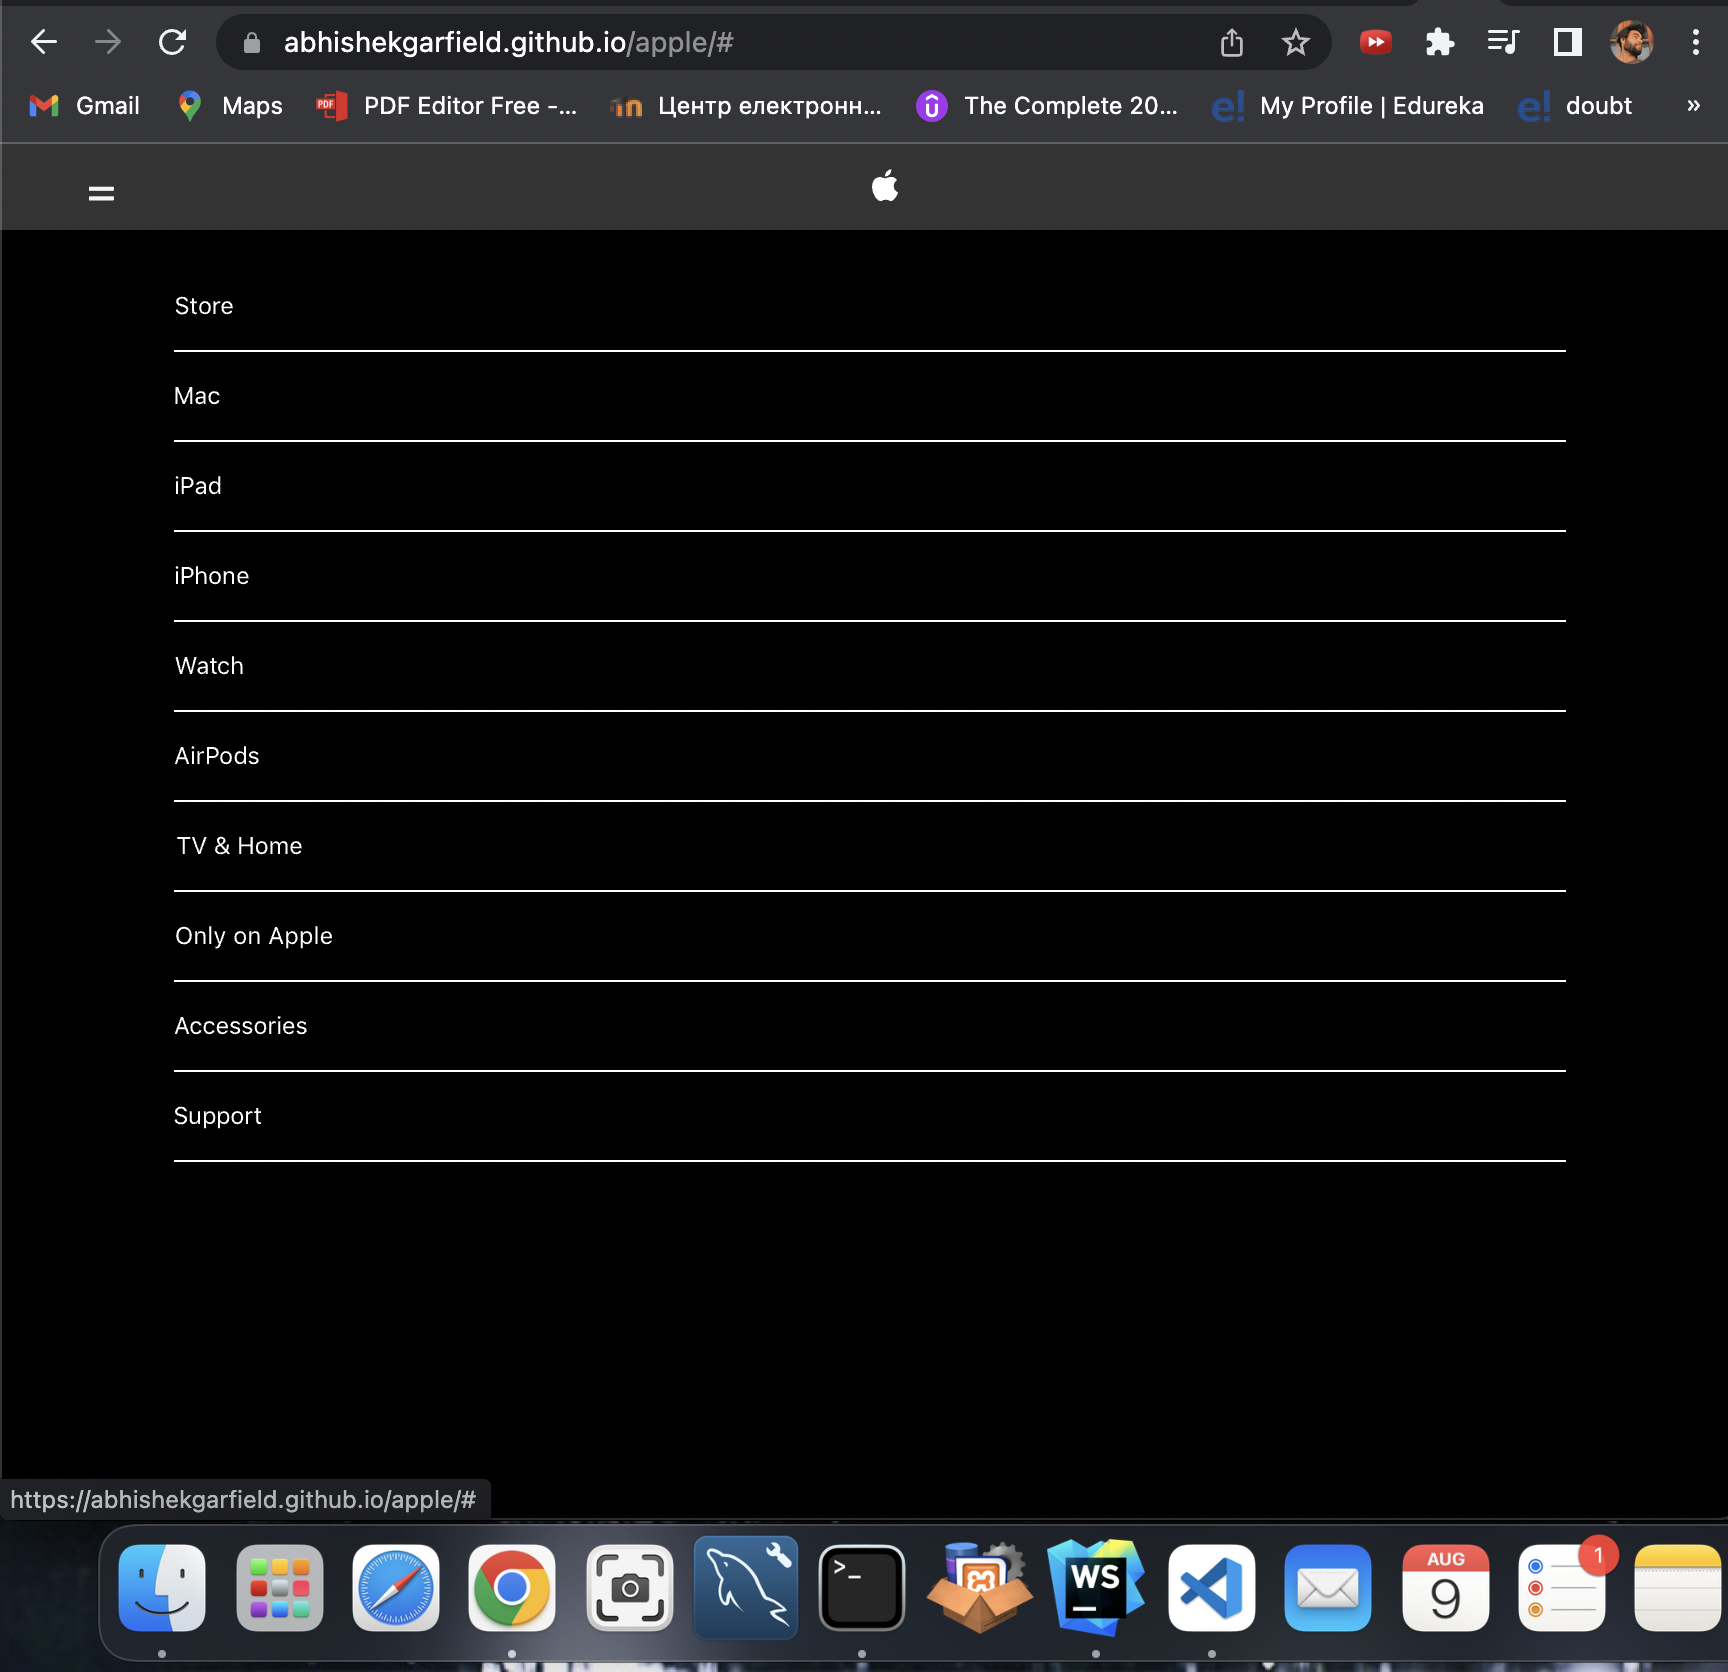 abhishekgarfield.github.io/apple/#
Gmail
Maps
PDF Editor Free -...
Центр електронн...
The Complete 20...
My Profile | Edureka
doubt
»
Store
Mac
iPad
iPhone
Watch
AirPods
TV & Home
Only on Apple
Accessories
Support
https://abhishekgarfield.github.io/apple/#
>_
WS
AUG
9
1